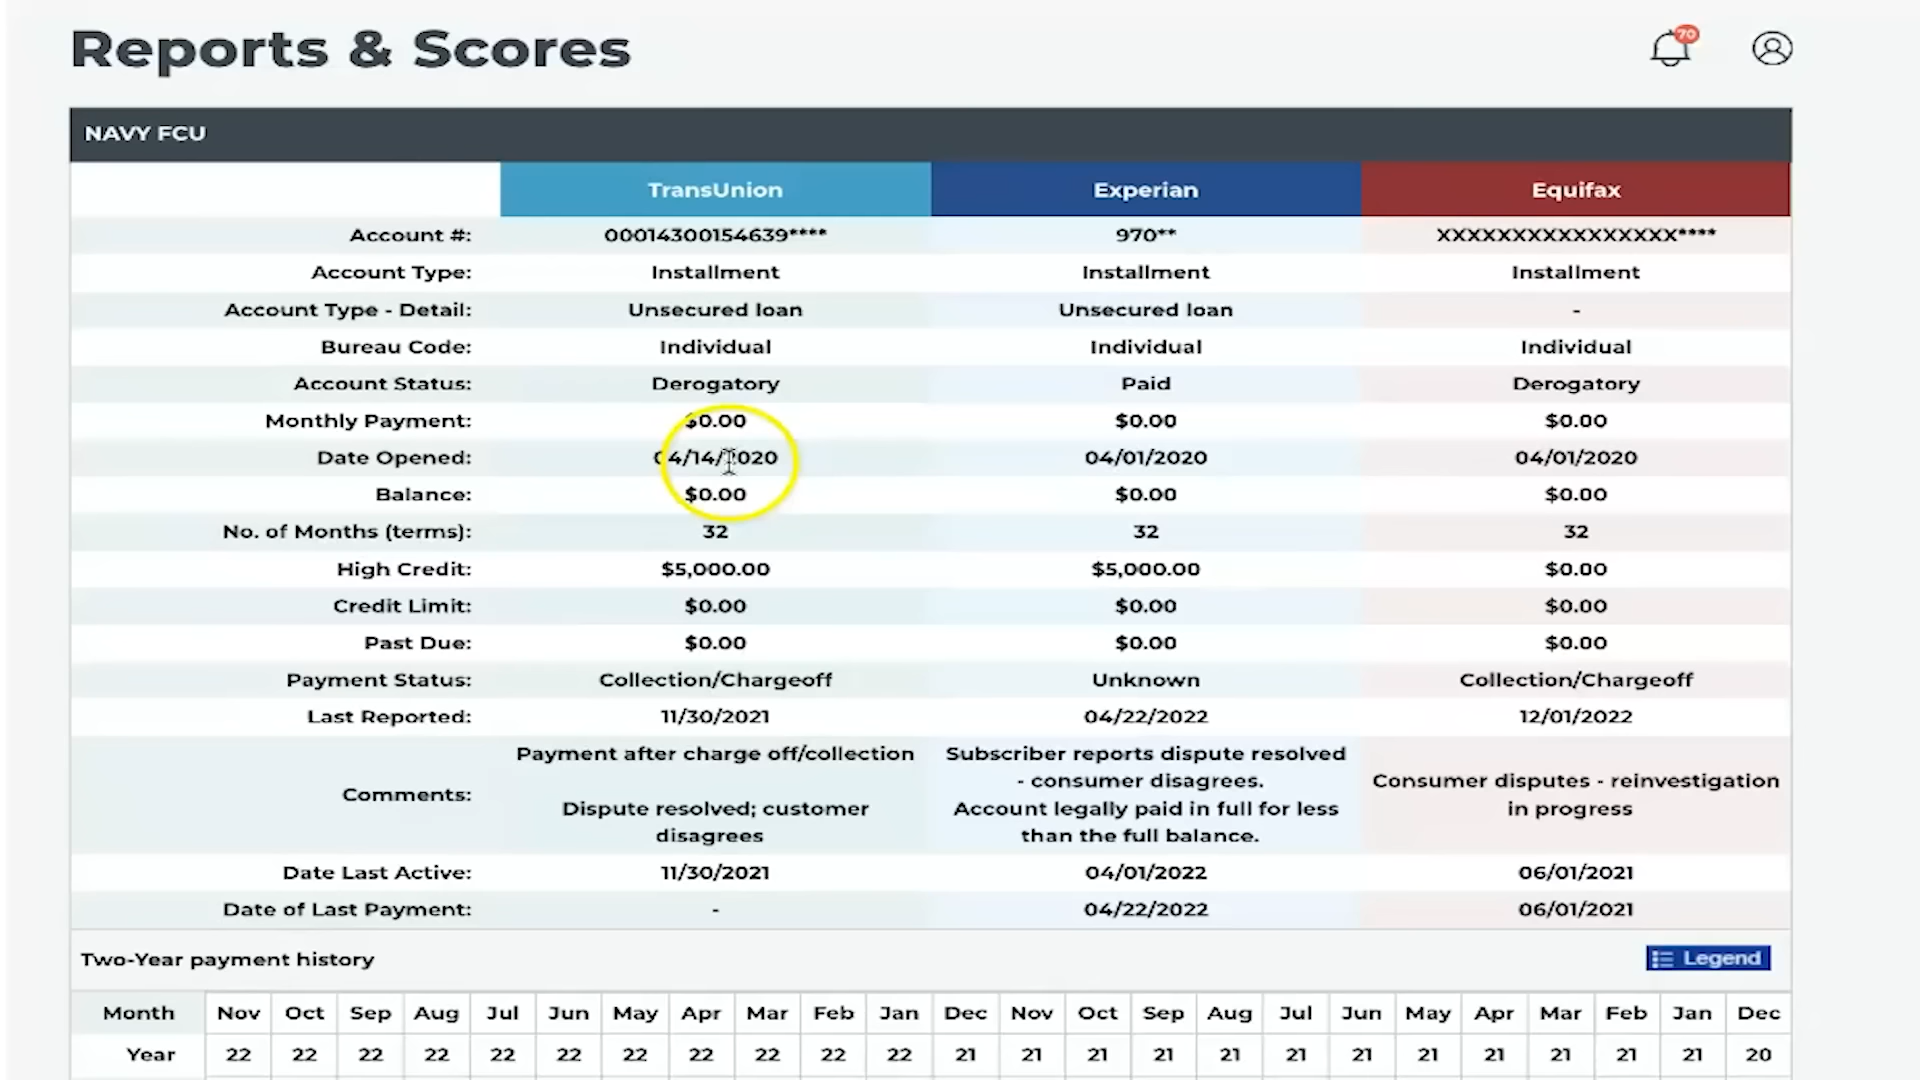 Reports & Scores
70
NAVY FCU
TransUnion Experian Equifax
Account #: 00014300154639**** 970** XXXXXXXXXXXXXXXX****
Account Type: Installment Installment Installment
Account Type - Detail: Unsecured loan Unsecured loan -
Bureau Code: Individual Individual Individual
Account Status: Derogatory Paid Derogatory
Monthly Payment: $0.00 $0.00 $0.00
Date Opened: 04/14/2020 04/01/2020 04/01/2020
Balance: $0.00 $0.00 $0.00
No. of Months (terms): 32 32 32
High Credit: $5,000.00 $5,000.00 $0.00
Credit Limit: $0.00 $0.00 $0.00
Past Due: $0.00 $0.00 $0.00
Payment Status: Collection/Chargeoff Unknown Collection/Chargeoff
Last Reported: 11/30/2021 04/22/2022 12/01/2022
Comments:
Payment after charge off/collection
Dispute resolved; customer
disagrees
Subscriber reports dispute resolved
- consumer disagrees.
Account legally paid in full for less
than the full balance.
Consumer disputes - reinvestigation
in progress
Date Last Active: 11/30/2021 04/01/2022 06/01/2021
Date of Last Payment: - 04/22/2022 06/01/2021
Two-Year payment history
Legend
Month Nov Oct Sep Aug Jul Jun May Apr Mar Feb Jan Dec Nov Oct Sep Aug Jul Jun May Apr Mar Feb Jan Dec
Year 22 22 22 22 22 22 22 22 22 22 22 21 21 21 21 21 21 21 21 21 21 21 21 20